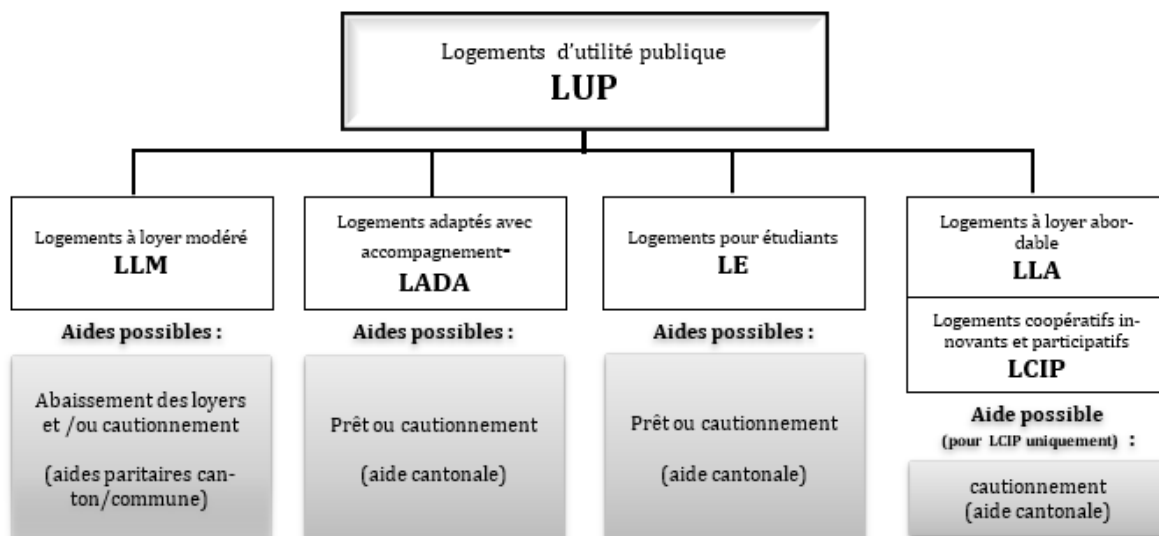 Logements d'utilité publique
LUP
Logements à loyer modéré
LLM
Aides possibles :
Abaissement des loyers
et /ou cautionnement
(aides paritaires can-
ton/commune)
Logements adaptés avec
accompagnement-
LADA
Aides possibles :
Prêt ou cautionnement
(aide cantonale)
Logements pour étudiants
LE
Aides possibles :
Prêt ou cautionnement
(aide cantonale)
Logements à loyer abor-
dable
LLA
Logements coopératifs in-
novants et participatifs
LCIP
Aide possible
(pour LCIP uniquement) :
cautionnement
(aide cantonale)